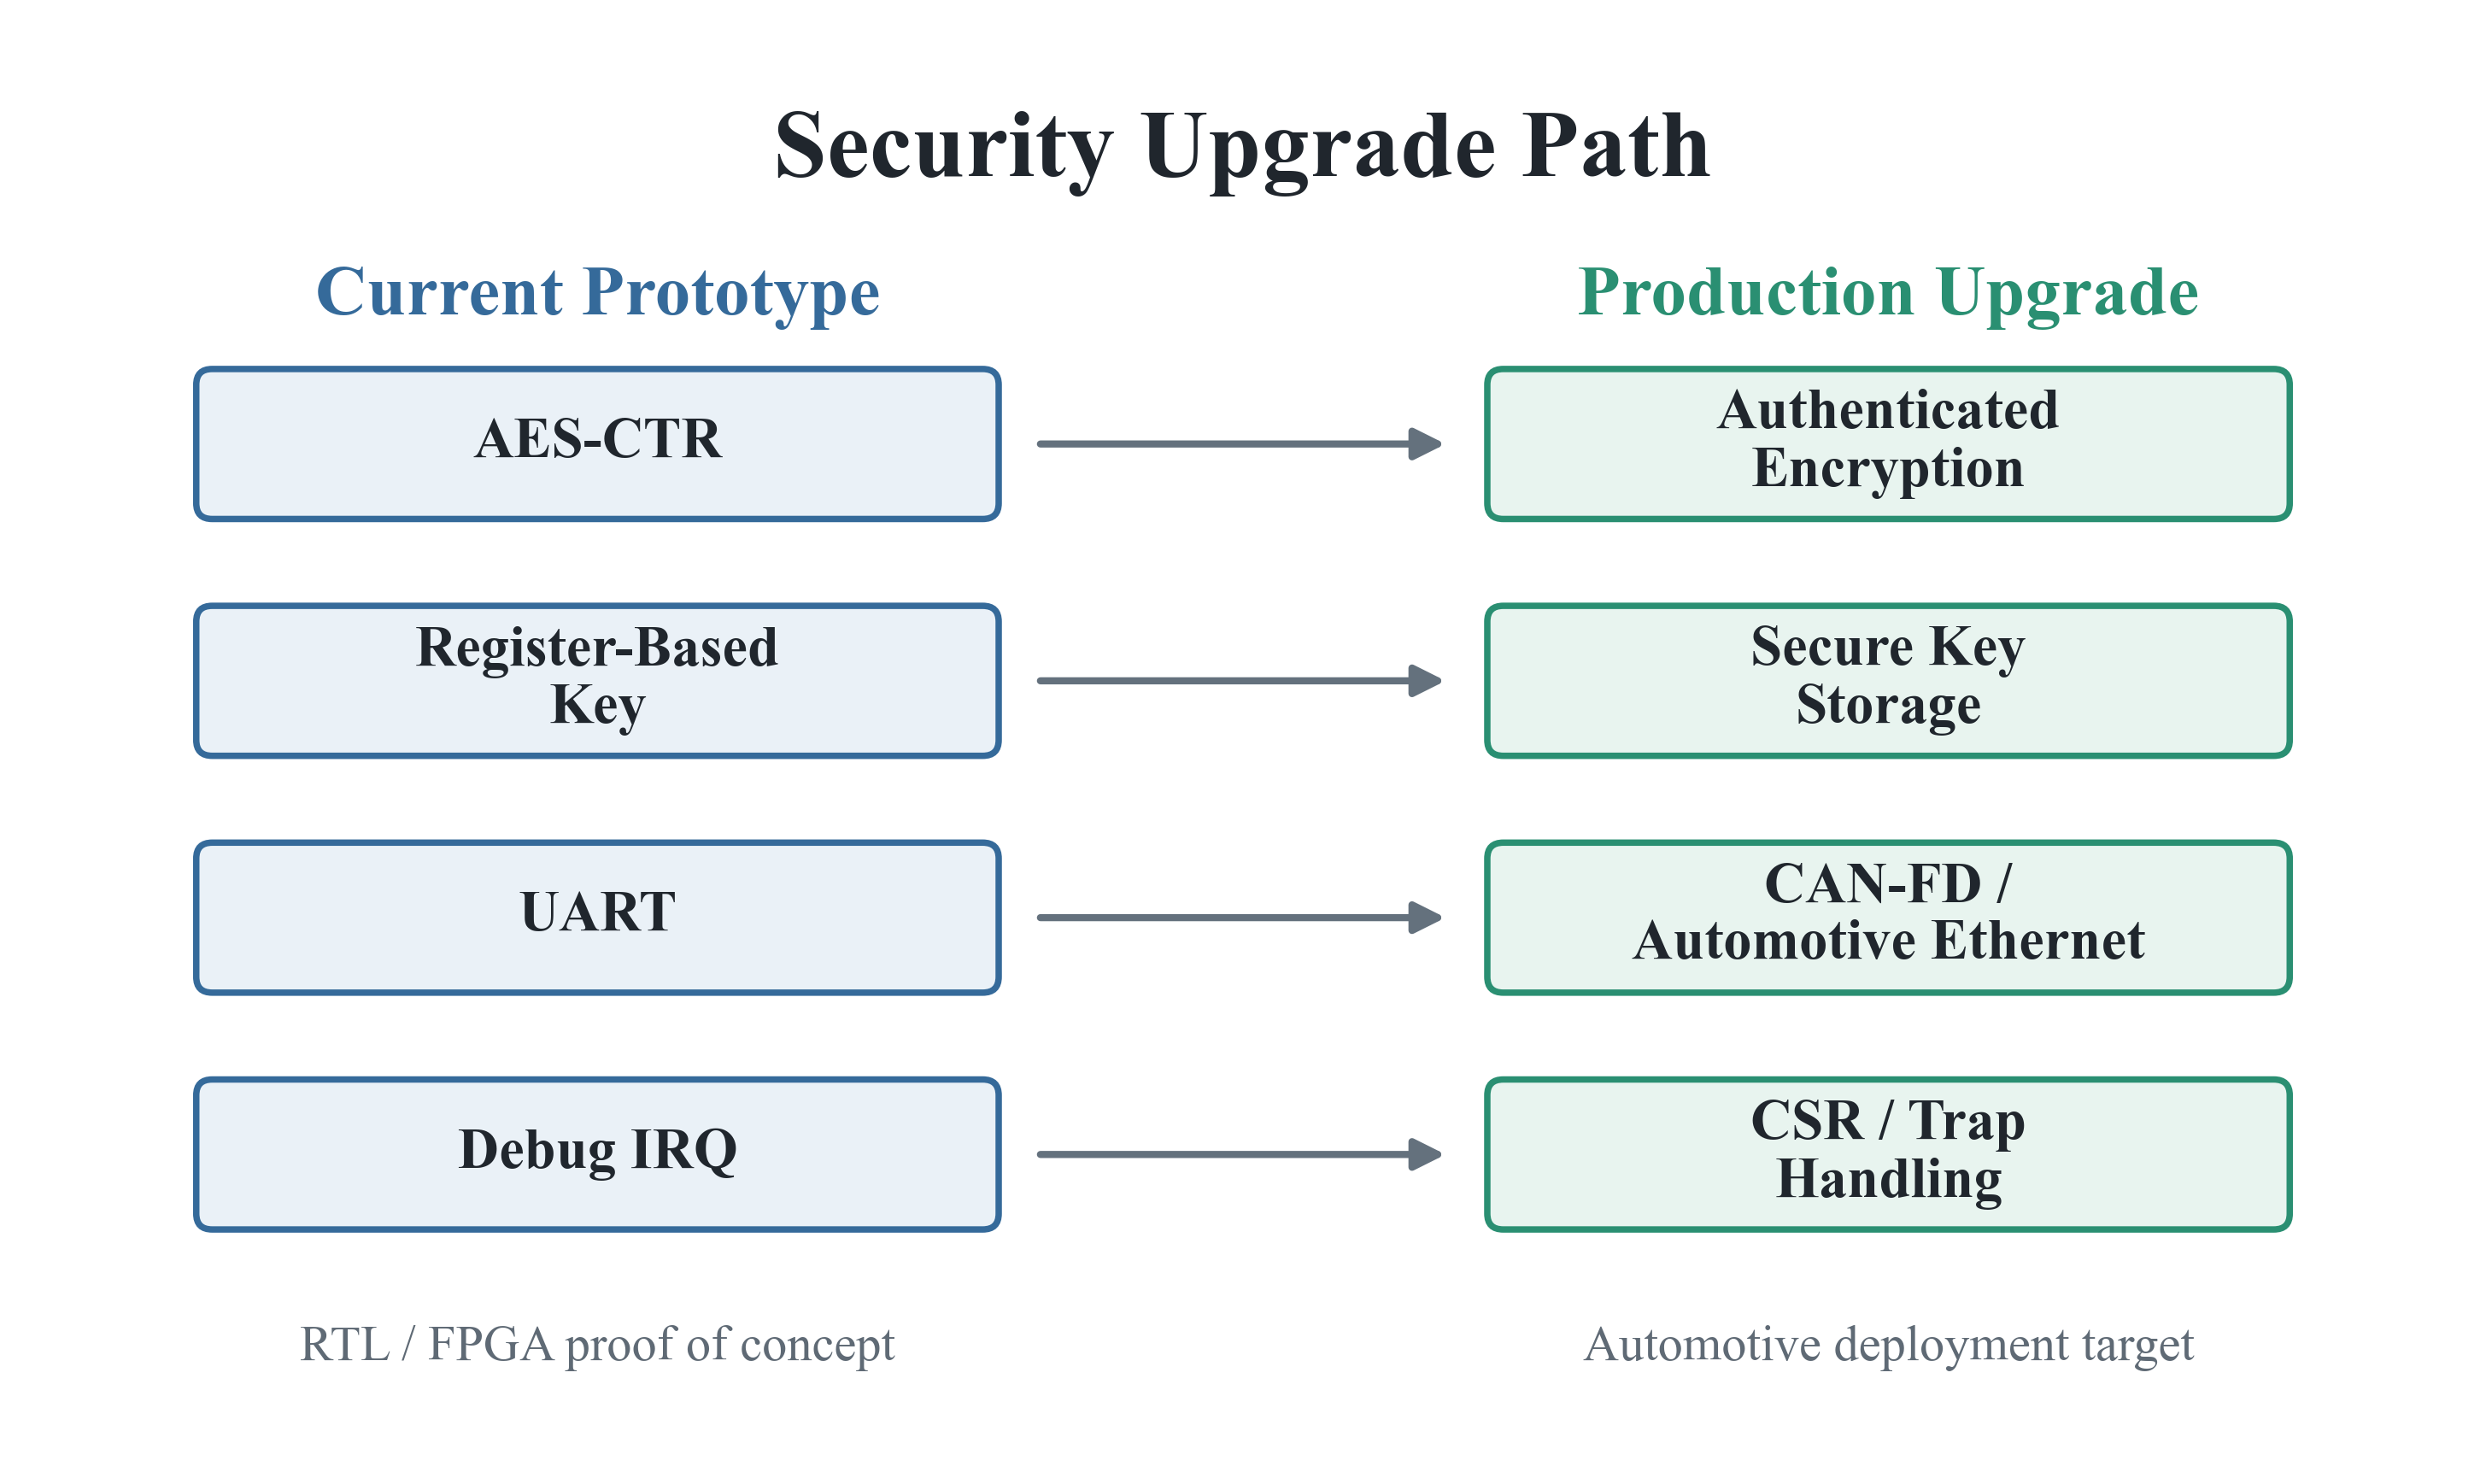 Security Upgrade Path
Current Prototype
Production Upgrade
AES-CTR
Authenticated
Encryption
Register-Based
Key
Secure Key
Storage
UART
CAN-FD /
Automotive Ethernet
Debug IRQ
CSR / Trap
Handling
RTL / FPGA proof of concept
Automotive deployment target